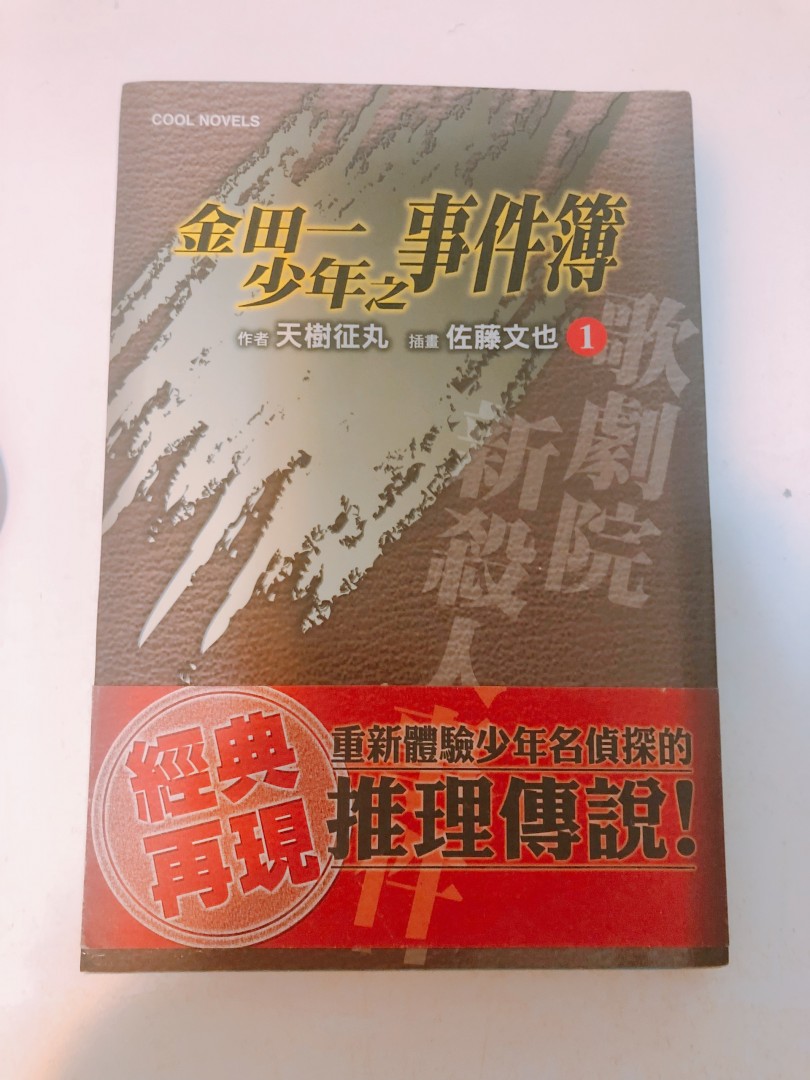 COOL NOVELS
金田一
少年之
事件簿
作者 天樹征丸 插畫 佐藤文也 1
歌劇院
新殺人事件
經典
再現
重新體驗少年名偵探的
推理傳說!